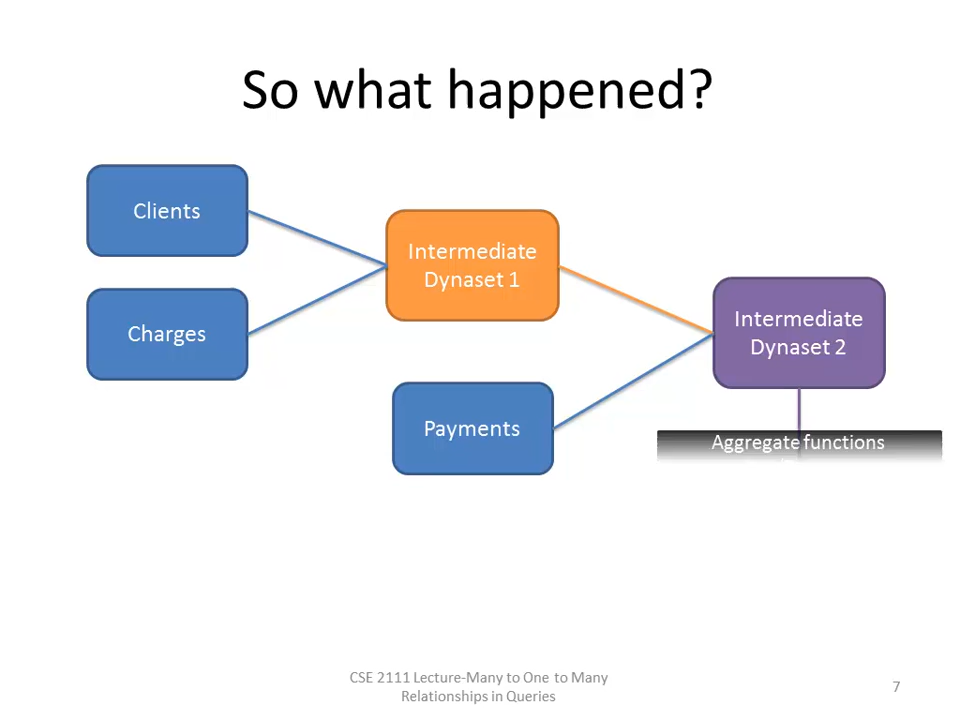 So what happened?
Clients
Charges
Intermediate
Dynaset 1
Payments
Intermediate
Dynaset 2
Aggregate functions
CSE 2111 Lecture-Many to One to Many
Relationships in Queries
7